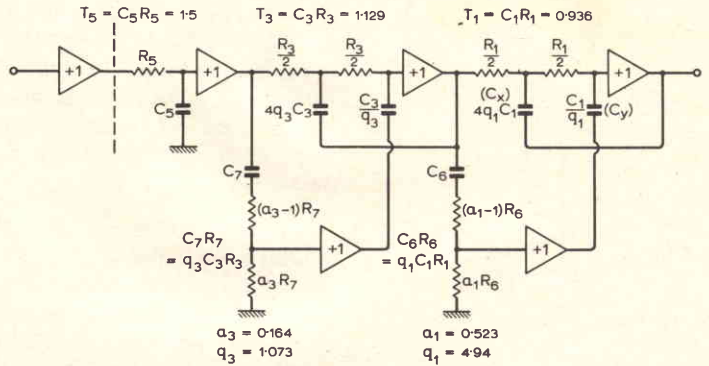 T5 = C5R5 = 1·5
T3 = C3R3 = 1·129
T1 = C1R1 = 0·936
+1
R5
+1
R3/2
R3/2
+1
R1/2
R1/2
+1
C5
4q3C3
C3/q3
(Cx)
4q1C1
C1/q1
(Cy)
C7
C6
(a3-1)R7
(a1-1)R6
C7R7
= q3C3R3
+1
C6R6
= q1C1R1
+1
a3R7
a1R6
a3 = 0·164
q3 = 1·073
a1 = 0·523
q1 = 4·94